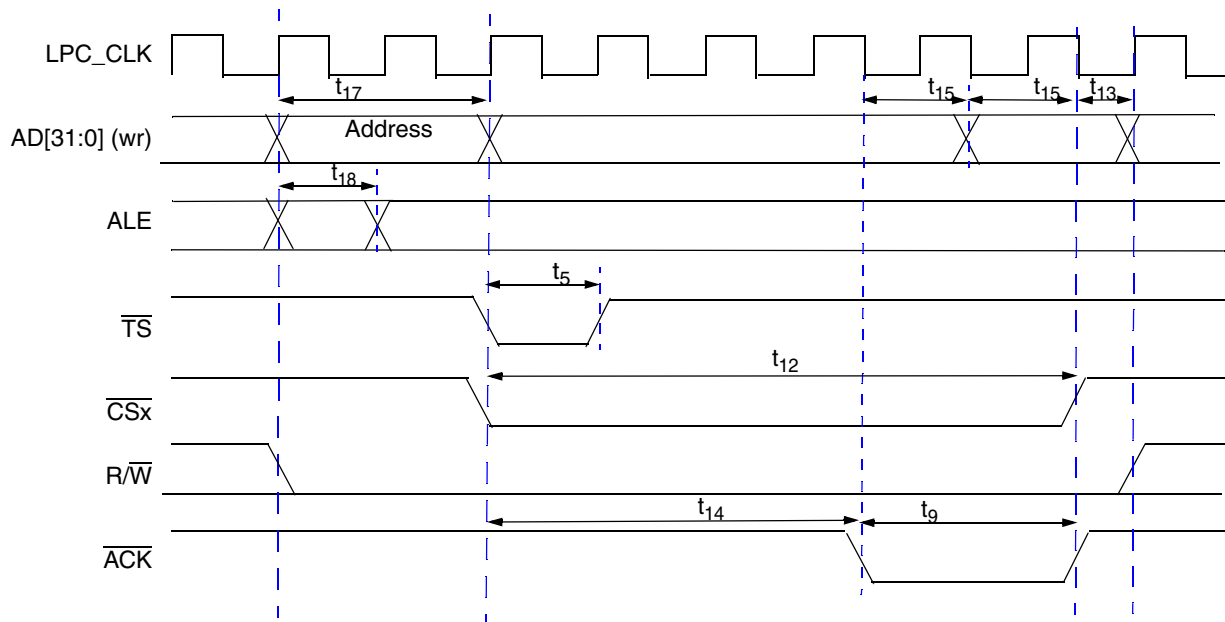 LPC_CLK
t17 t15 t15 t13
AD[31:0] (wr) Address
t18
ALE
t5
TS
t12
CSx
R/W
t14 t9
ACK